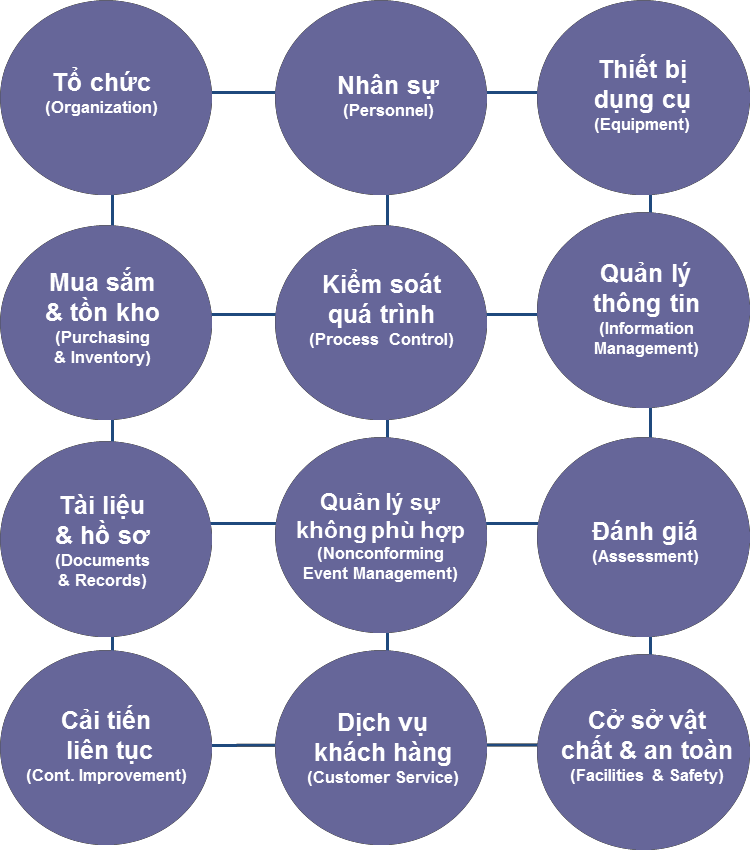 Tổ chức
(Organization)
Nhân sự
(Personnel)
Thiết bị
dụng cụ
(Equipment)
Mua sắm
& tồn kho
(Purchasing
& Inventory)
Kiểm soát
quá trình
(Process Control)
Quản lý
thông tin
(Information
Management)
Tài liệu
& hồ sơ
(Documents
& Records)
Quản lý sự
không phù hợp
(Nonconforming
Event Management)
Đánh giá
(Assessment)
Cải tiến
liên tục
(Cont. Improvement)
Dịch vụ
khách hàng
(Customer Service)
Cở sở vật
chất & an toàn
(Facilities & Safety)